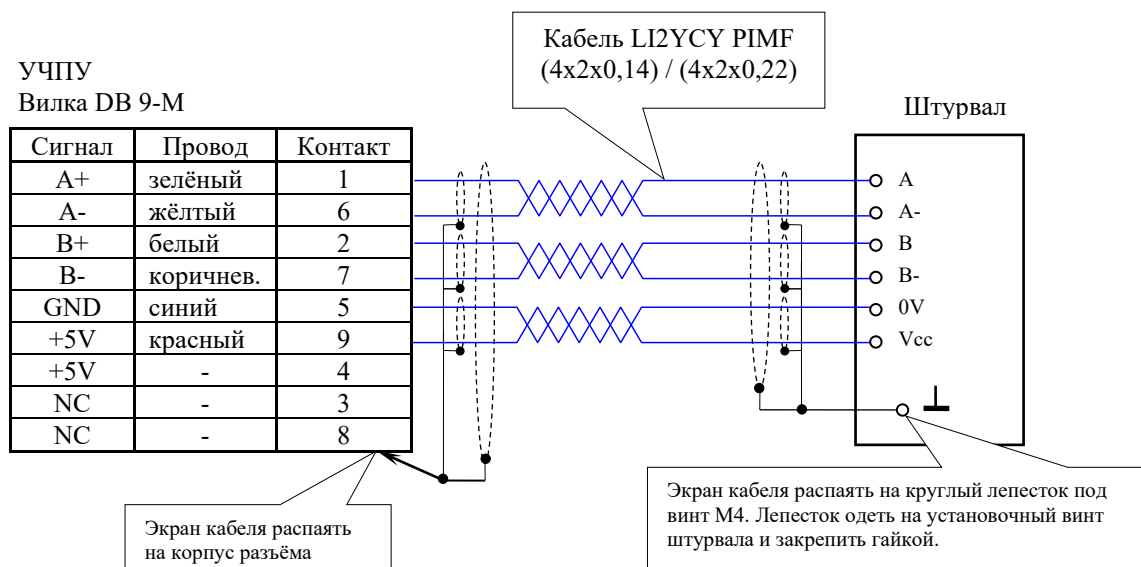 Кабель LI2YCY PIMF
(4x2x0,14) / (4x2x0,22)
УЧПУ
Вилка DB 9-M
Штурвал
Сигнал Провод Контакт
A+ зелёный 1
A- жёлтый 6
B+ белый 2
B- коричнев. 7
GND синий 5
+5V красный 9
+5V - 4
NC - 3
NC - 8
A
A-
B
B-
0V
Vcc
Экран кабеля распаять
на корпус разъёма
Экран кабеля распаять на круглый лепесток под
винт М4. Лепесток одеть на установочный винт
штурвала и закрепить гайкой.